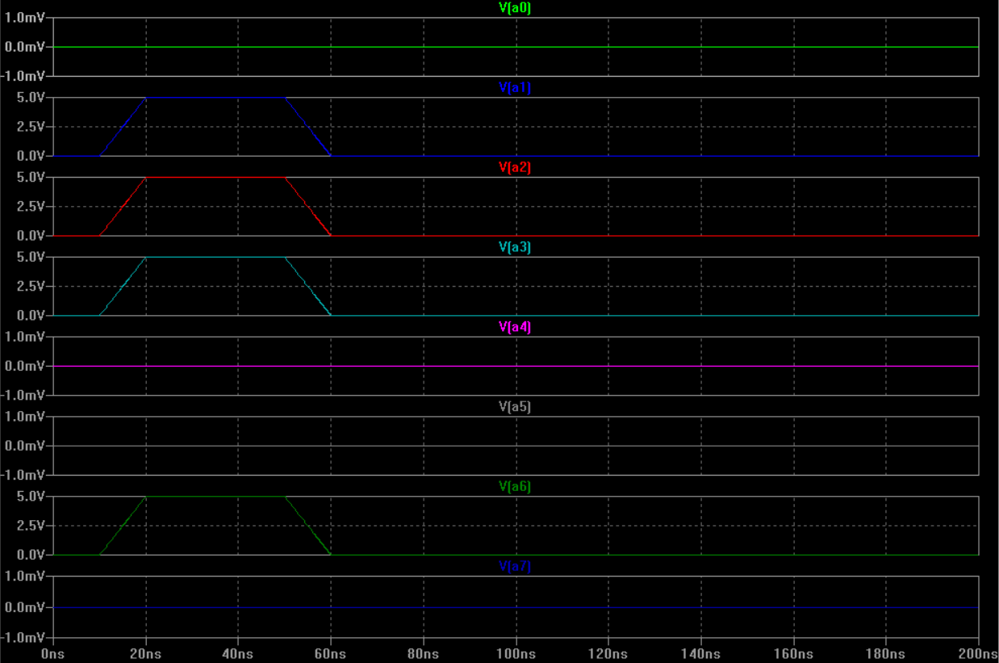 V(a0)
1.0mV
0.0mV
-1.0mV
V(a1)
5.0V
2.5V
0.0V
V(a2)
5.0V
2.5V
0.0V
V(a3)
5.0V
2.5V
0.0V
V(a4)
1.0mV
0.0mV
-1.0mV
V(a5)
1.0mV
0.0mV
-1.0mV
V(a6)
5.0V
2.5V
0.0V
V(a7)
1.0mV
0.0mV
-1.0mV
0ns 20ns 40ns 60ns 80ns 100ns 120ns 140ns 160ns 180ns 200ns